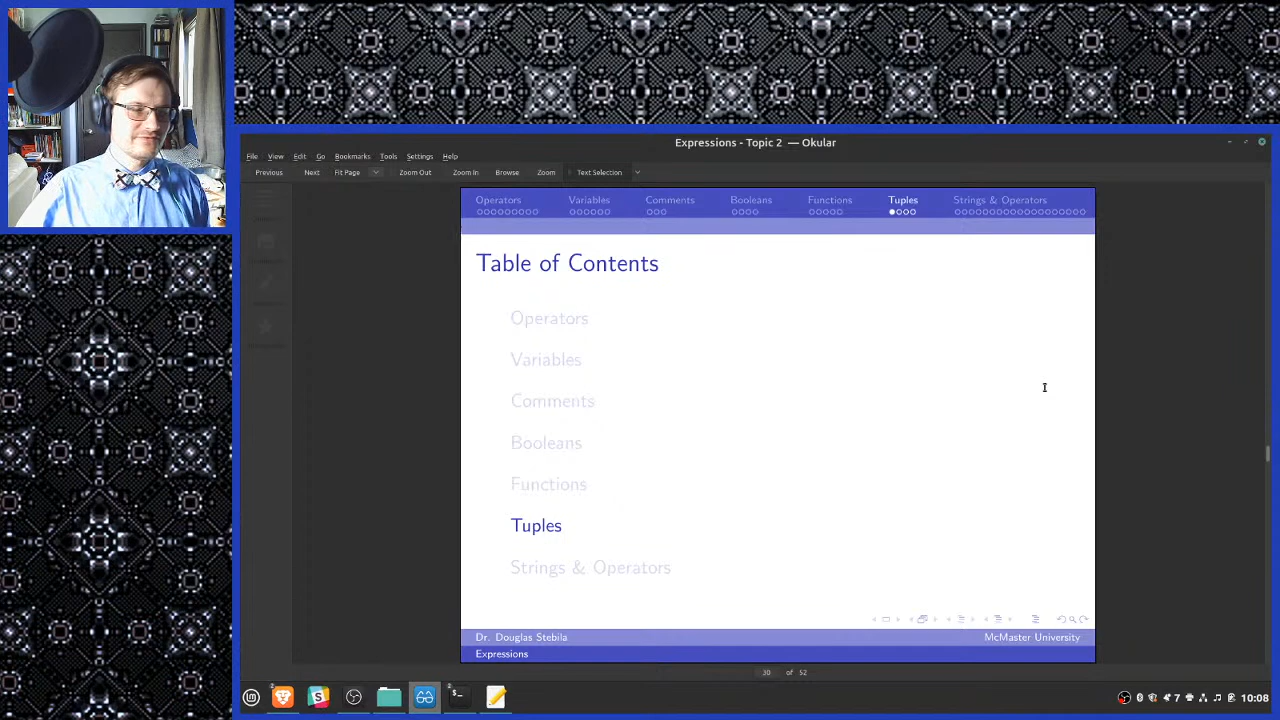 Expressions - Topic 2 — Okular
File View Edit Go Bookmarks Tools Settings Help
Previous Next Fit Page Zoom Out Zoom In Browse Zoom Text Selection
Operators Variables Comments Booleans Functions Tuples Strings & Operators
Table of Contents
Operators
Variables
Comments
Booleans
Functions
Tuples
Strings & Operators
Dr. Douglas Stebila McMaster University
Expressions
30 of 52
7 10:08